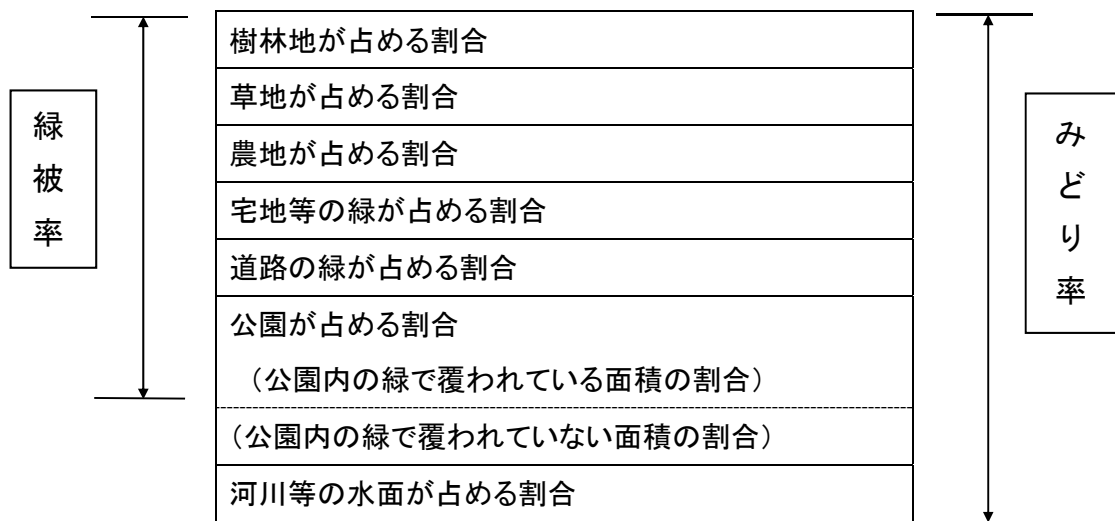 緑被率
樹林地が占める割合
草地が占める割合
農地が占める割合
宅地等の緑が占める割合
道路の緑が占める割合
公園が占める割合
（公園内の緑で覆われている面積の割合）
（公園内の緑で覆われていない面積の割合）
河川等の水面が占める割合
みどり率